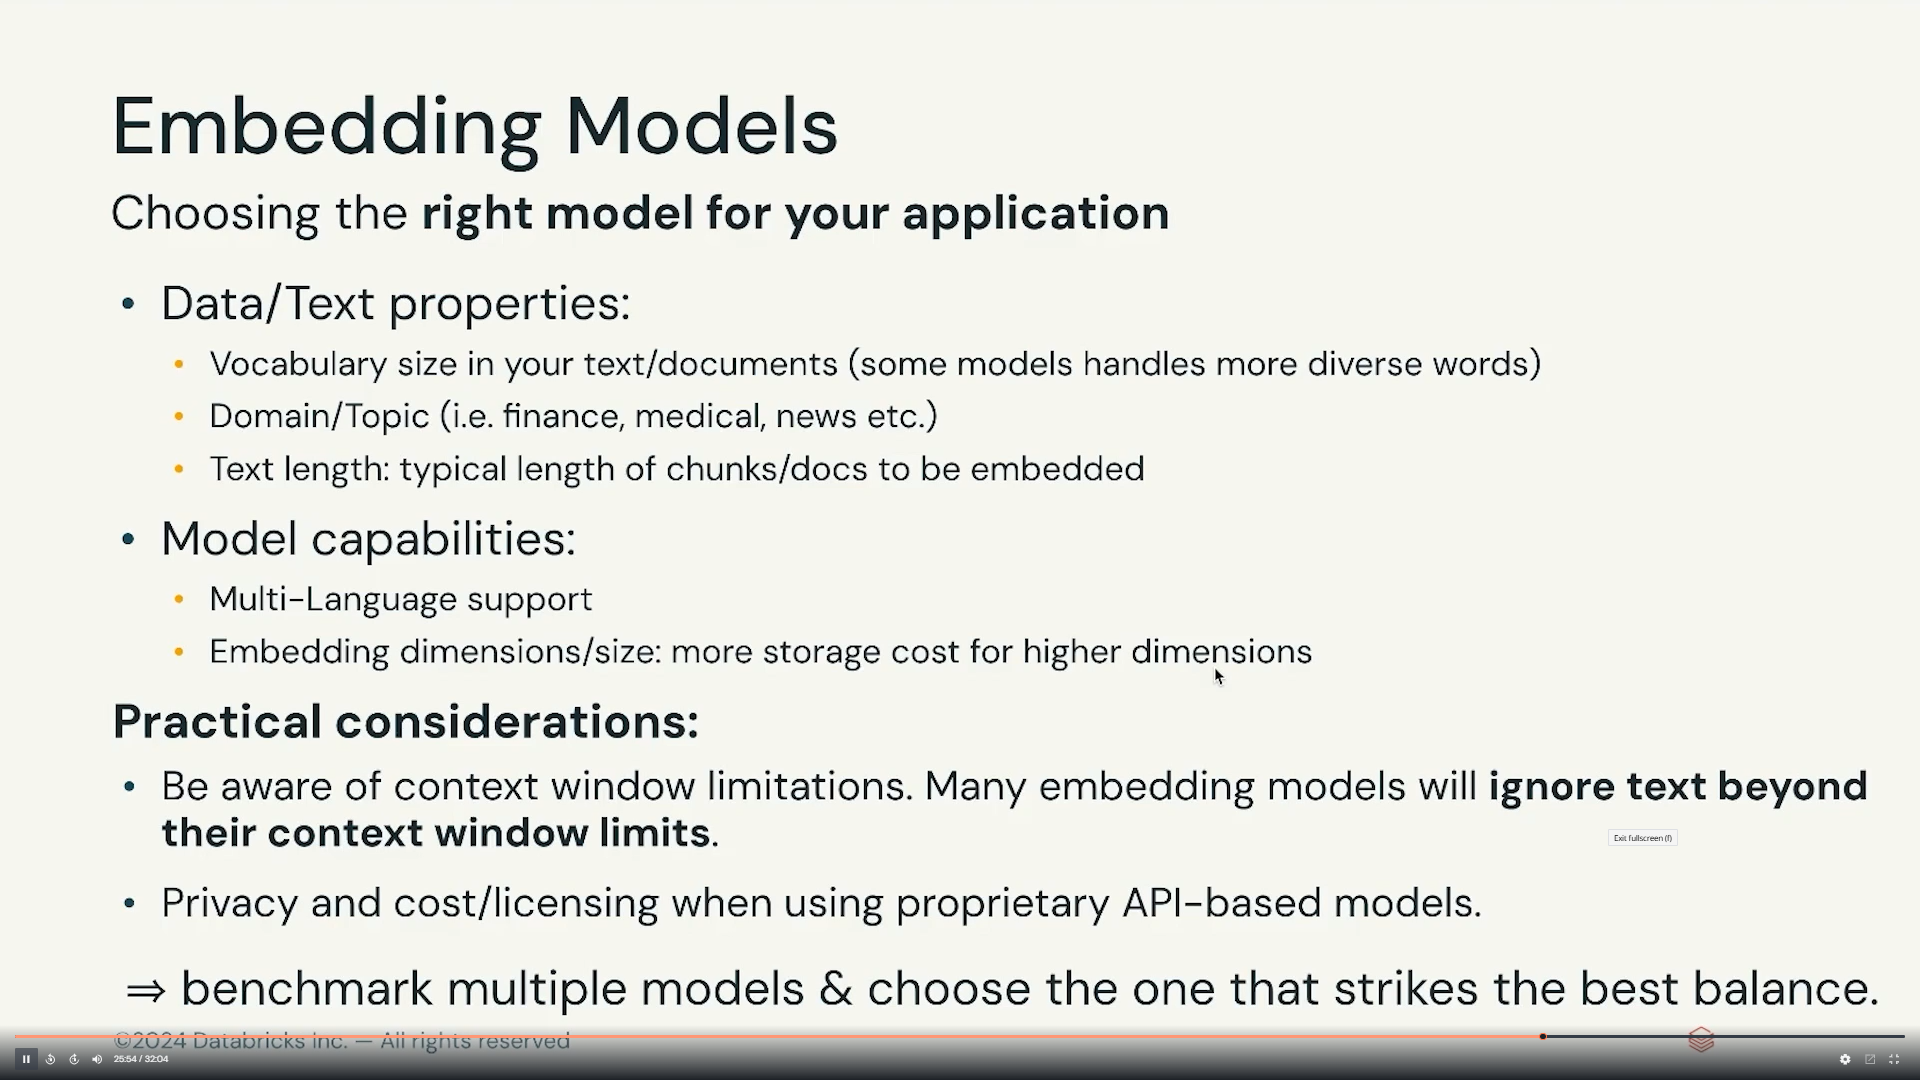 Embedding Models
Choosing the right model for your application
• Data/Text properties:
• Vocabulary size in your text/documents (some models handles more diverse words)
• Domain/Topic (i.e. finance, medical, news etc.)
• Text length: typical length of chunks/docs to be embedded
• Model capabilities:
• Multi-Language support
• Embedding dimensions/size: more storage cost for higher dimensions
Practical considerations:
• Be aware of context window limitations. Many embedding models will ignore text beyond
their context window limits.
Exit fullscreen (f)
• Privacy and cost/licensing when using proprietary API-based models.
⇒ benchmark multiple models & choose the one that strikes the best balance.
©2024 Databricks Inc. — All rights reserved
25:54 / 32:04